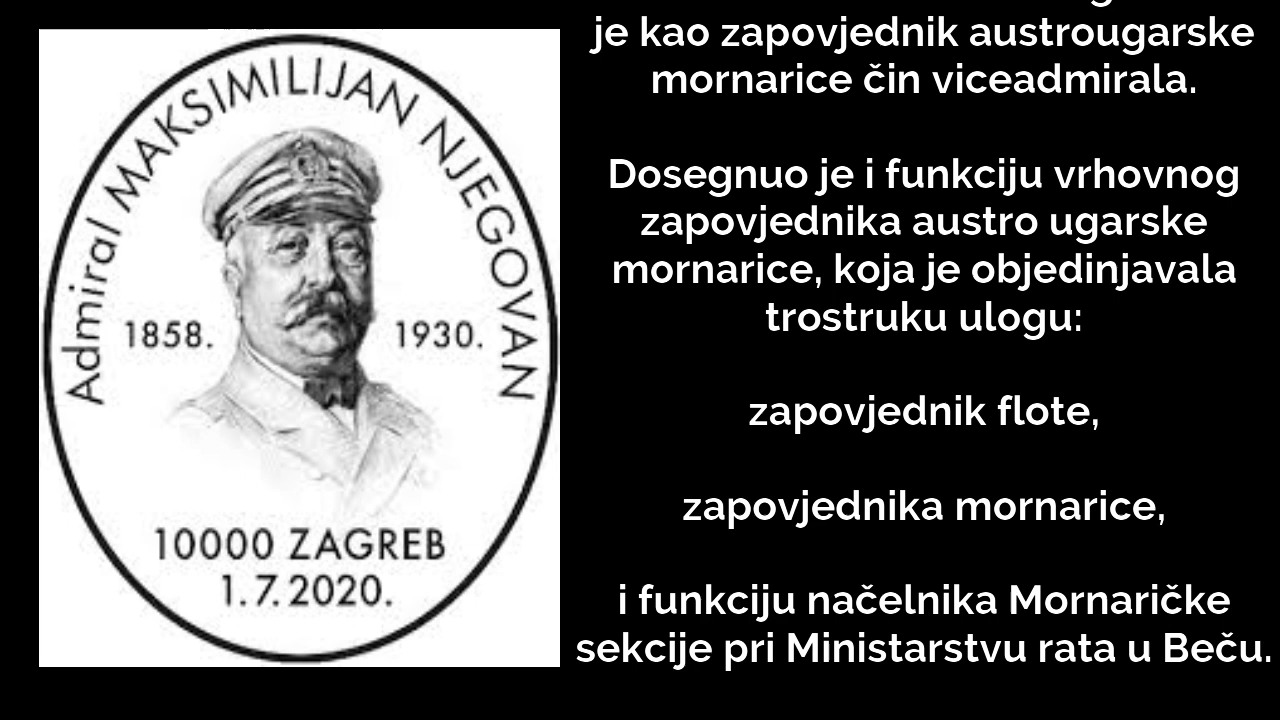 Admiral MAKSIMILIJAN NJEGOVAN
1858.
1930.
10000 ZAGREB
1.7.2020.
je kao zapovjednik austrougarske
mornarice čin viceadmirala.
Dosegnuo je i funkciju vrhovnog
zapovjednika austro ugarske
mornarice, koja je objedinjavala
trostruku ulogu:
zapovjednik flote,
zapovjednika mornarice,
i funkciju načelnika Mornaričke
sekcije pri Ministarstvu rata u Beču.